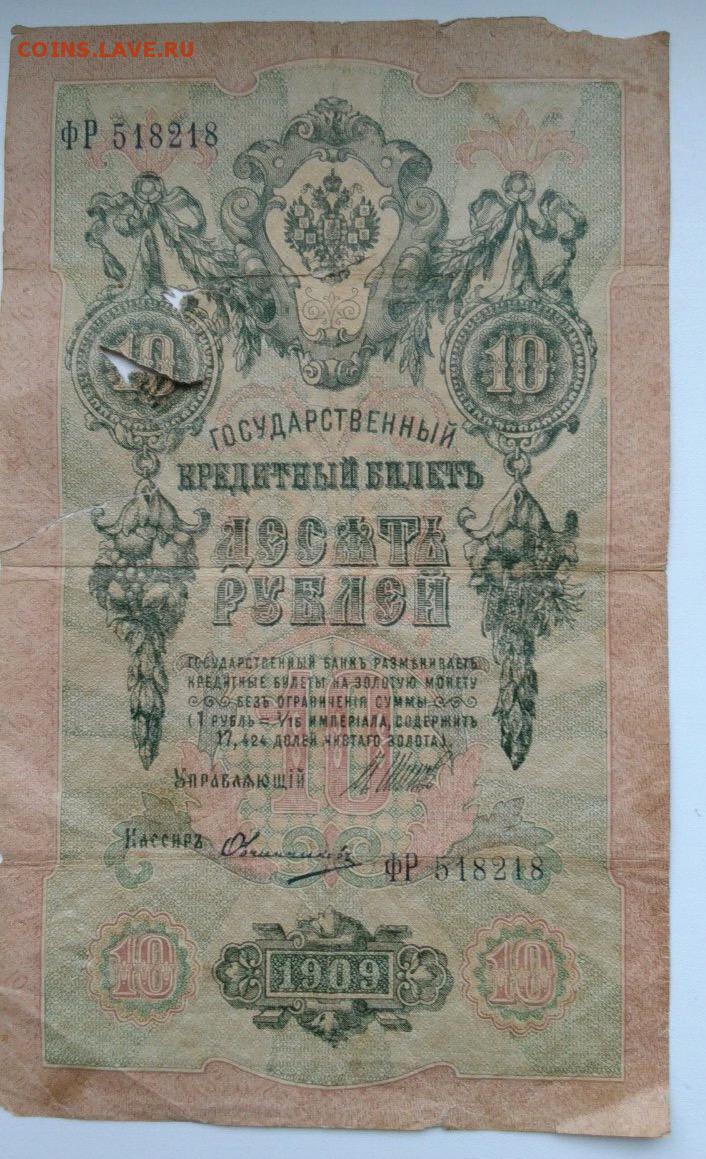 COINS.LAVE.RU
ФР 518218
10 10
ГОСУДАРСТВЕННЫЙ
КРЕДИТНЫЙ БИЛЕТЪ
ДЕСЯТЬ
РУБЛЕЙ
ГОСУДАРСТВЕННЫЙ БАНКЪ РАЗМѢНИВАЕТЪ
КРЕДИТНЫЕ БИЛЕТЫ НА ЗОЛОТУЮ МОНЕТУ
БЕЗЪ ОГРАНИЧЕНІЯ СУММЫ
(1 РУБЛЬ = 1/15 ИМПЕРІАЛА, СОДЕРЖИТЪ
17,424 ДОЛЕЙ ЧИСТАГО ЗОЛОТА).
10
УПРАВЛЯЮЩІЙ
КАССИРЪ Овчинниковъ
ФР 518218
10 1909 10